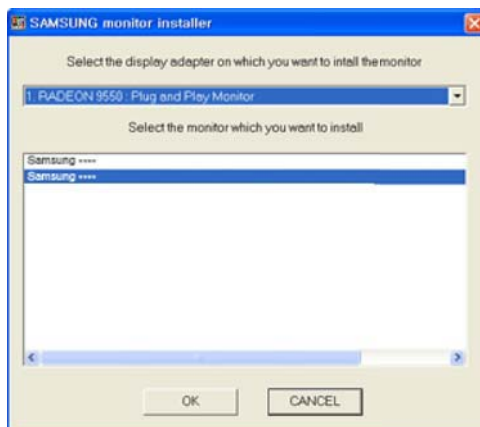 SAMSUNG monitor installer
Select the display adapter on which you want to intall the monitor
1. RADEON 9550 : Plug and Play Monitor
Select the monitor which you want to install
Samsung ----
Samsung ----
OK
CANCEL